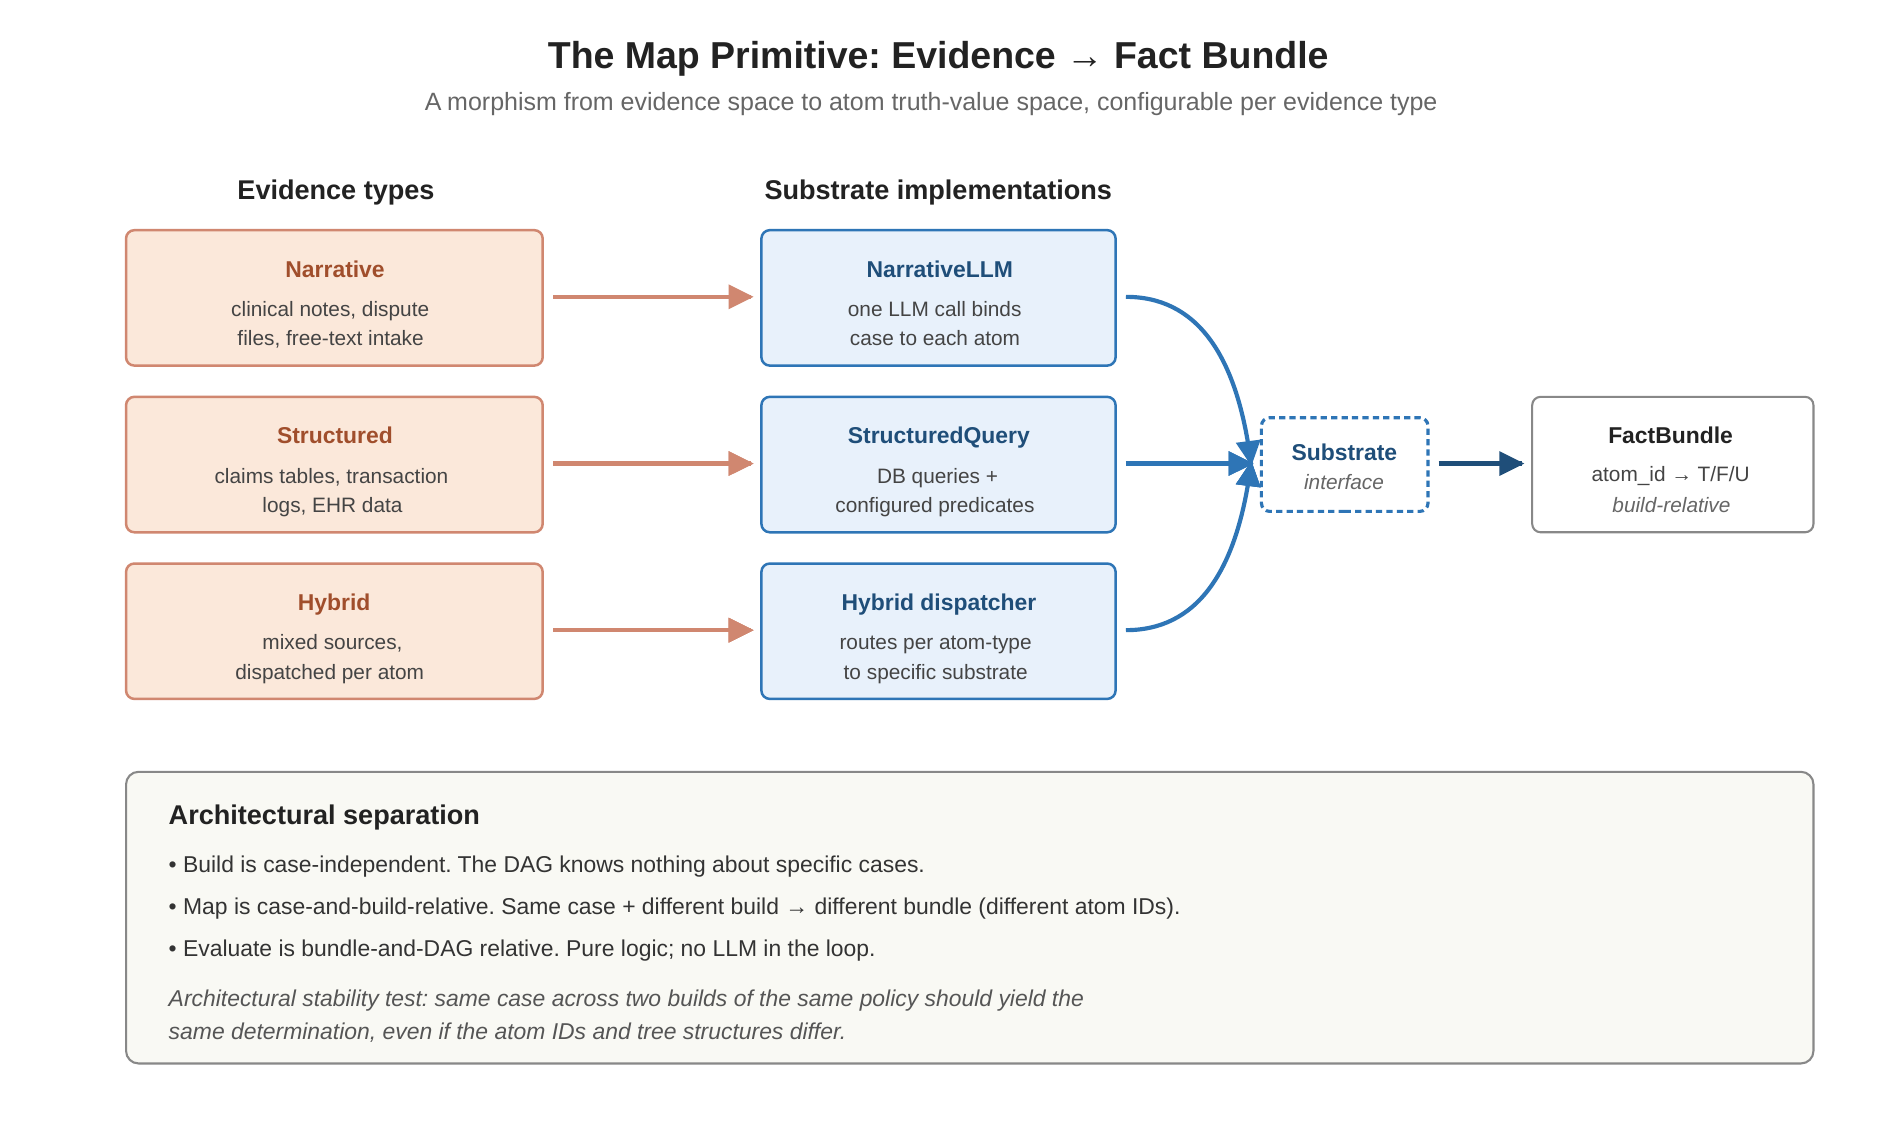 The Map Primitive: Evidence → Fact Bundle
A morphism from evidence space to atom truth-value space, configurable per evidence type
Evidence types
Substrate implementations
Narrative
clinical notes, dispute
files, free-text intake
NarrativeLLM
one LLM call binds
case to each atom
Structured
claims tables, transaction
logs, EHR data
StructuredQuery
DB queries +
configured predicates
Substrate
interface
FactBundle
atom_id → T/F/U
build-relative
Hybrid
mixed sources,
dispatched per atom
Hybrid dispatcher
routes per atom-type
to specific substrate
Architectural separation
• Build is case-independent. The DAG knows nothing about specific cases.
• Map is case-and-build-relative. Same case + different build → different bundle (different atom IDs).
• Evaluate is bundle-and-DAG relative. Pure logic; no LLM in the loop.
Architectural stability test: same case across two builds of the same policy should yield the
same determination, even if the atom IDs and tree structures differ.